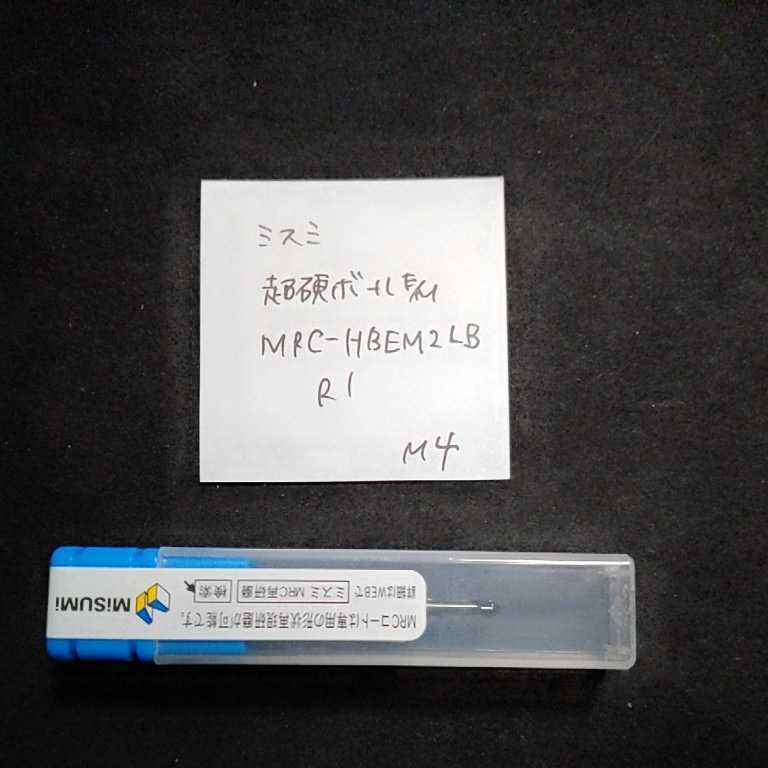 ミスミ
超硬ボールEM
MRC-HBEM2LB
R1
M4
MiSUMi
MRCコートは専用の形状再現研磨が可能です。
詳細はWEBで ミスミ MRC再研磨 検索